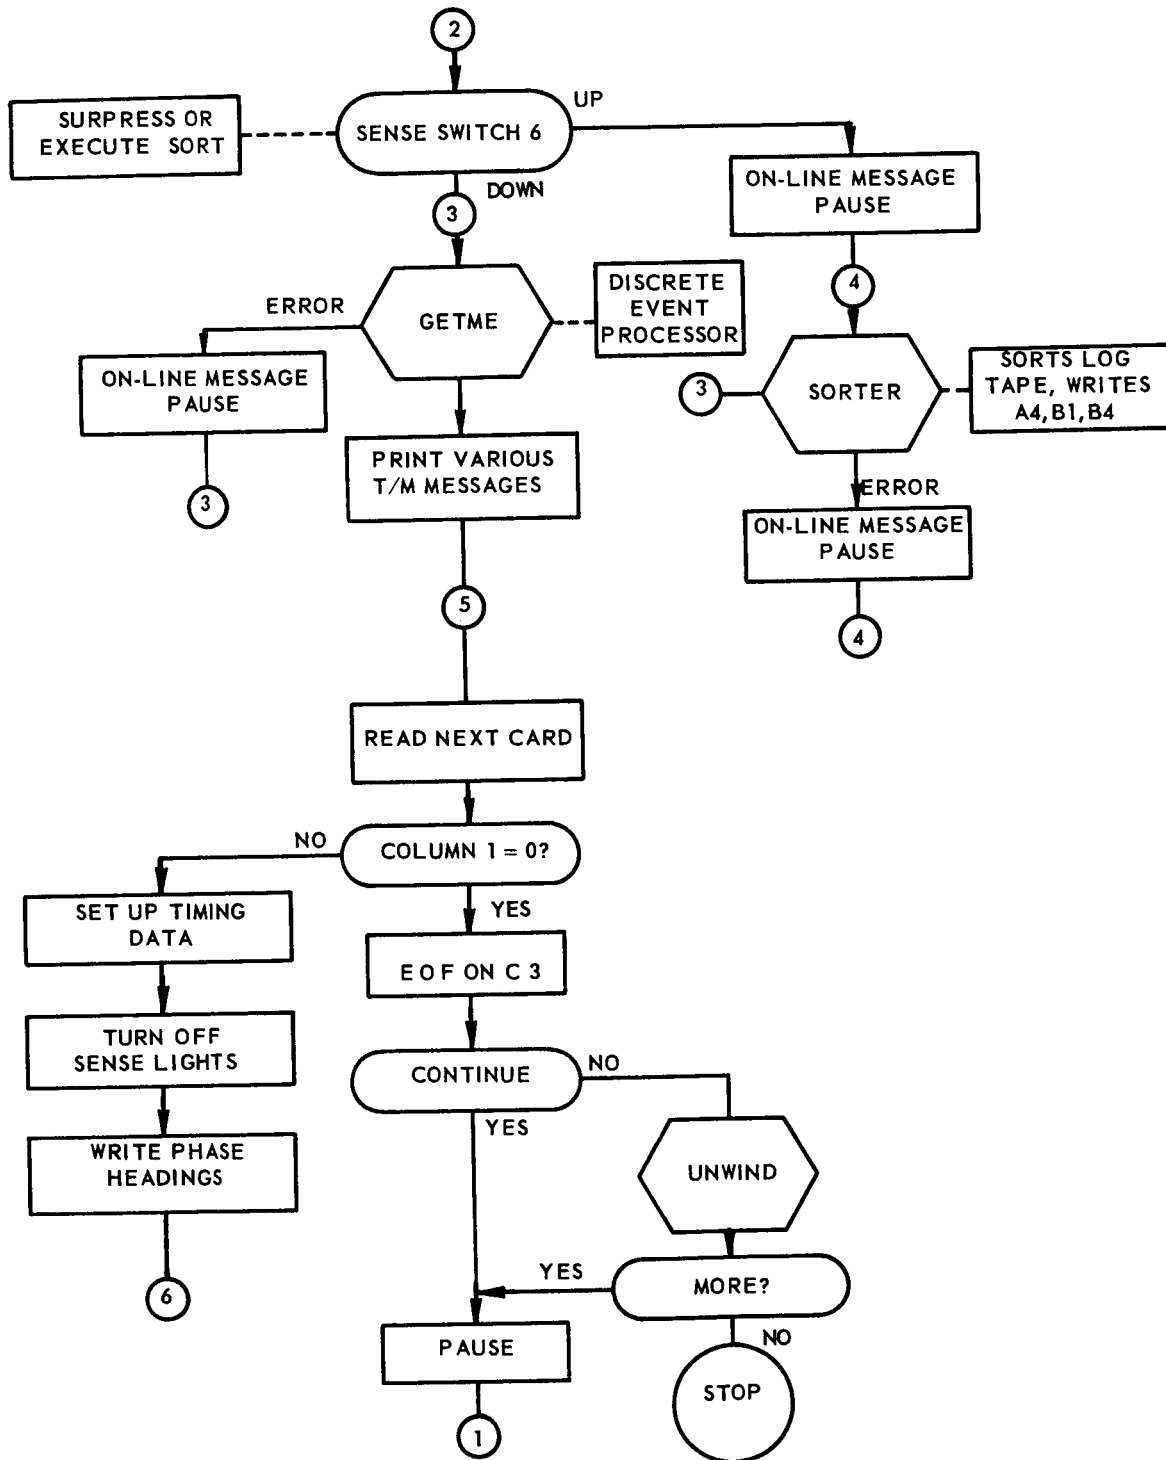 2
SURPRESS OR
EXECUTE SORT
SENSE SWITCH 6
UP
DOWN
ON-LINE MESSAGE
PAUSE
3
4
ERROR
GETME
DISCRETE
EVENT
PROCESSOR
ON-LINE MESSAGE
PAUSE
3
SORTER
SORTS LOG
TAPE, WRITES
A4, B1, B4
3
PRINT VARIOUS
T/M MESSAGES
ERROR
ON-LINE MESSAGE
PAUSE
4
5
READ NEXT CARD
NO
COLUMN 1 = 0?
YES
SET UP TIMING
DATA
EOF ON C 3
TURN OFF
SENSE LIGHTS
CONTINUE
NO
YES
WRITE PHASE
HEADINGS
UNWIND
6
YES
MORE?
NO
PAUSE
STOP
1